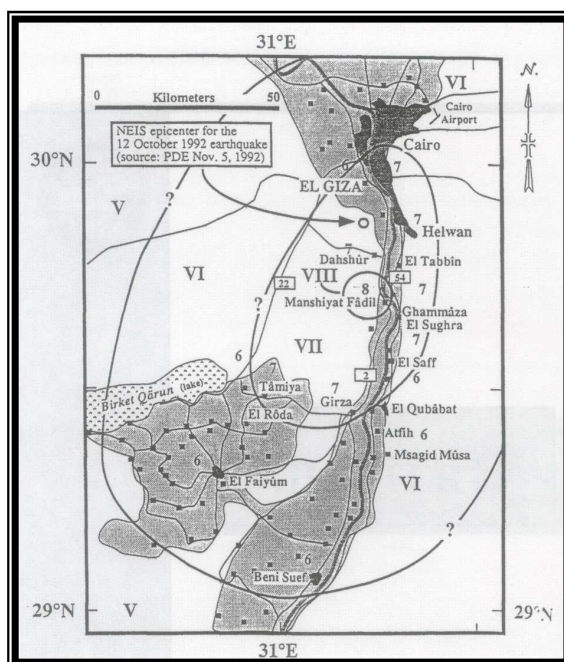 31°E
0 Kilometers 50
NEIS epicenter for the
12 October 1992 earthquake
(source: PDE Nov. 5, 1992)
N.
VI
Cairo
Airport
Cairo
30°N
30°N
6
7
EL GIZA
V
?
7
Helwan
VI
7
Dahshûr
El Tabbin
VIII
22
54
8
Manshiyat Fâdil
7
Ghammâza
El Sughra
?
VII
7
6
7
2
El Saff
6
Birket Qârun (lake)
Tâmiya
7
Girza
El Rôda
El Qubâbat
Atfih 6
6
Msagid Mûsa
El Faiyûm
VI
?
6
?
Beni Suef
29°N
V
29°N
31°E